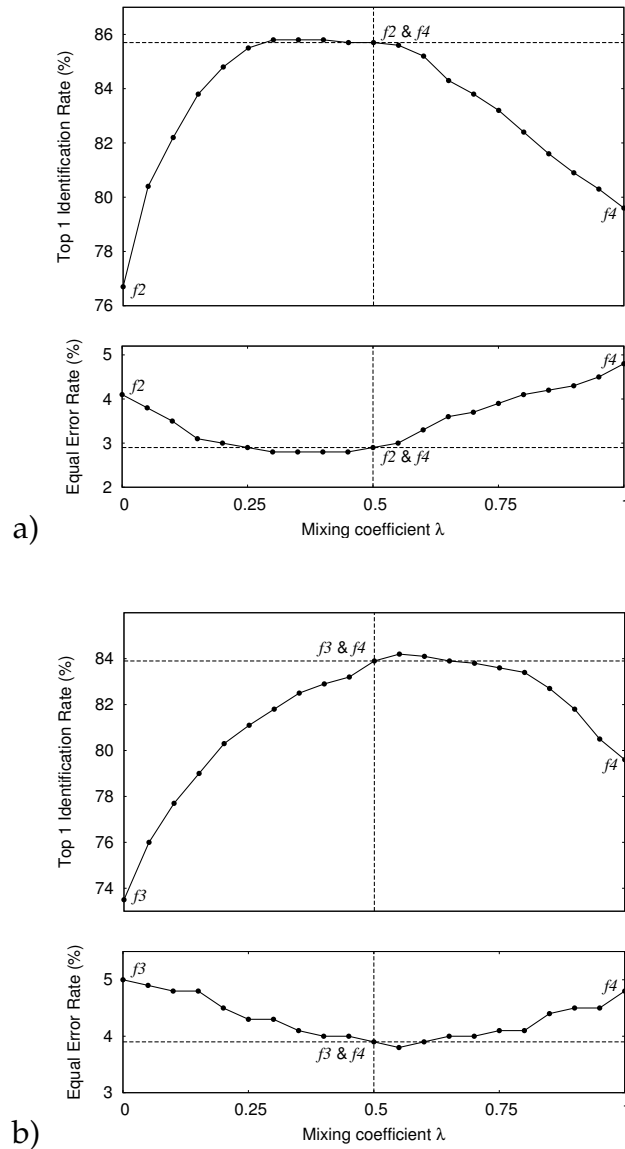 86
84
82
80
78
76
Top 1 Identification Rate (%)
f2 & f4
f2
f4
5
4
3
2
Equal Error Rate (%)
f2
f4
f2 & f4
0
0.25
0.5
0.75
1
Mixing coefficient λ
a)
84
82
80
78
76
74
Top 1 Identification Rate (%)
f3 & f4
f4
f3
5
4
3
Equal Error Rate (%)
f3
f4
f3 & f4
0
0.25
0.5
0.75
1
Mixing coefficient λ
b)